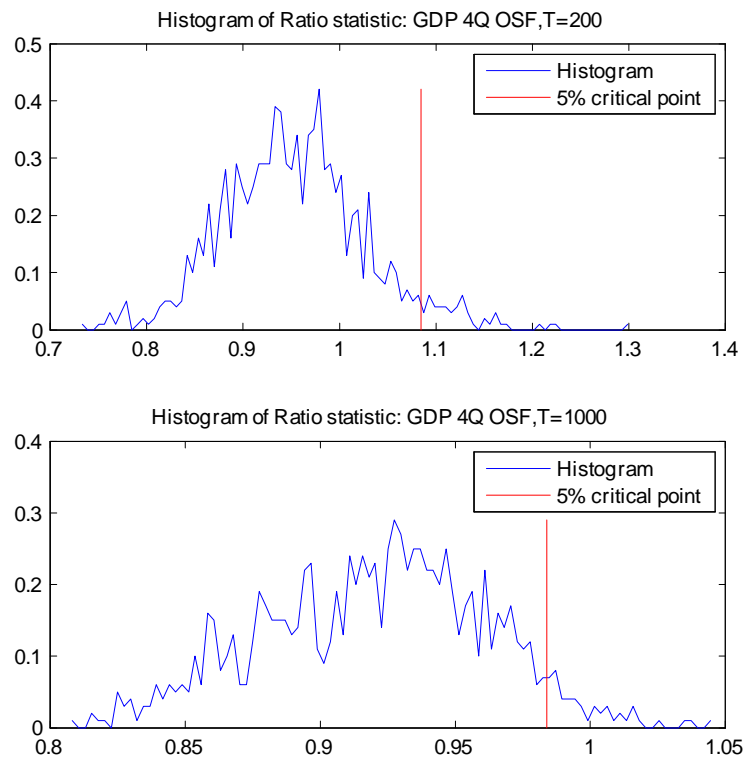 Histogram of Ratio statistic: GDP 4Q OSF,T=200
0.5
0.4
0.3
0.2
0.1
0
0.7 0.8 0.9 1 1.1 1.2 1.3 1.4
Histogram
5% critical point
Histogram of Ratio statistic: GDP 4Q OSF,T=1000
0.4
0.3
0.2
0.1
0
0.8 0.85 0.9 0.95 1 1.05
Histogram
5% critical point